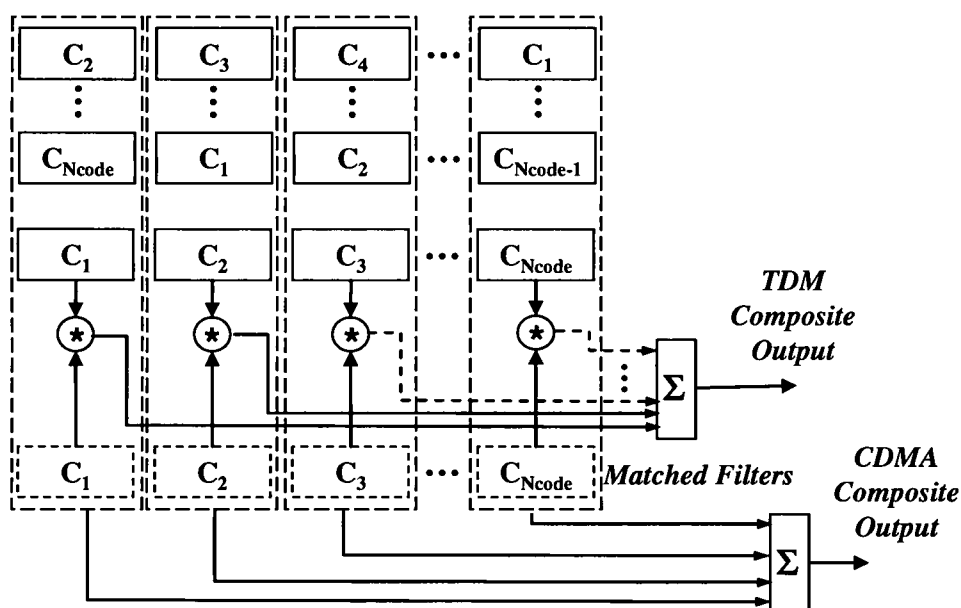 C2 C3 C4 ••• C1
CNcode C1 C2 ••• CNcode-1
C1 C2 C3 ••• CNcode
* * * *
TDM
Composite
Output
Σ
C1 C2 C3 ••• CNcode Matched Filters
CDMA
Composite
Output
Σ